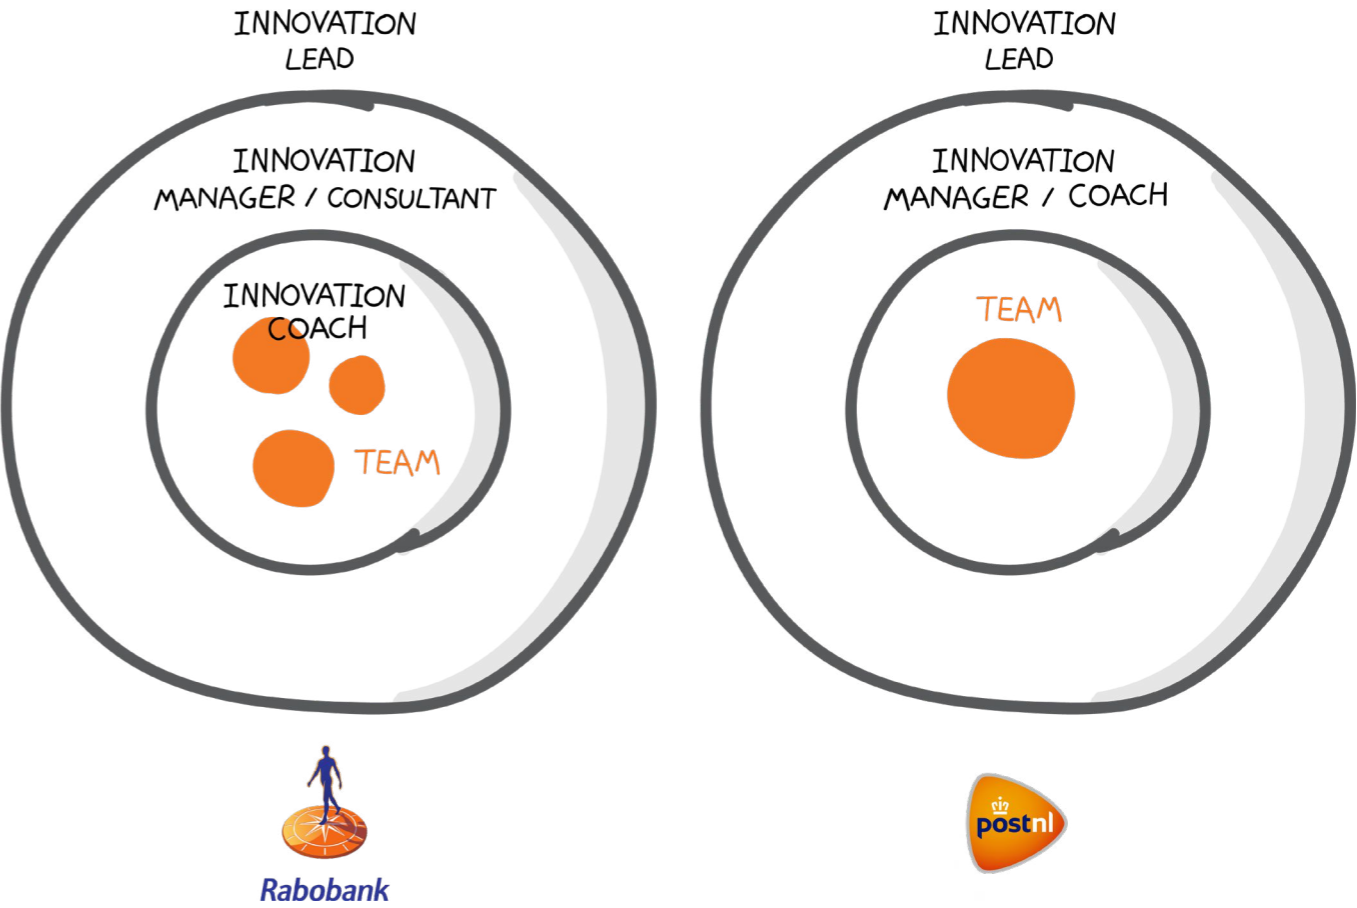 INNOVATION
LEAD
INNOVATION
MANAGER / CONSULTANT
INNOVATION
COACH
TEAM
Rabobank
INNOVATION
LEAD
INNOVATION
MANAGER / COACH
TEAM
postnl